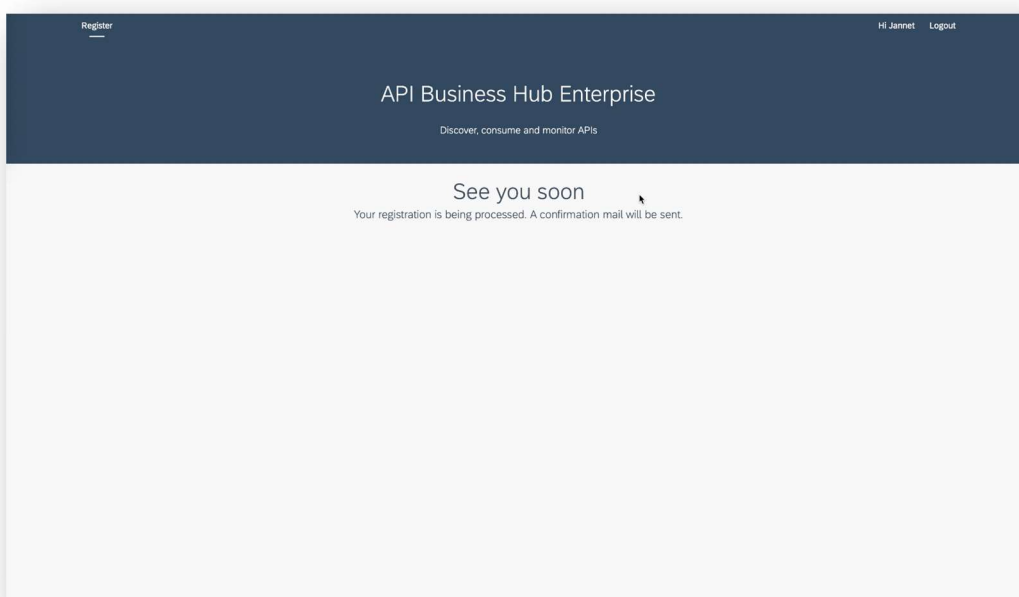 Register
Hi Jannet Logout
API Business Hub Enterprise
Discover, consume and monitor APIs
See you soon
Your registration is being processed. A confirmation mail will be sent.